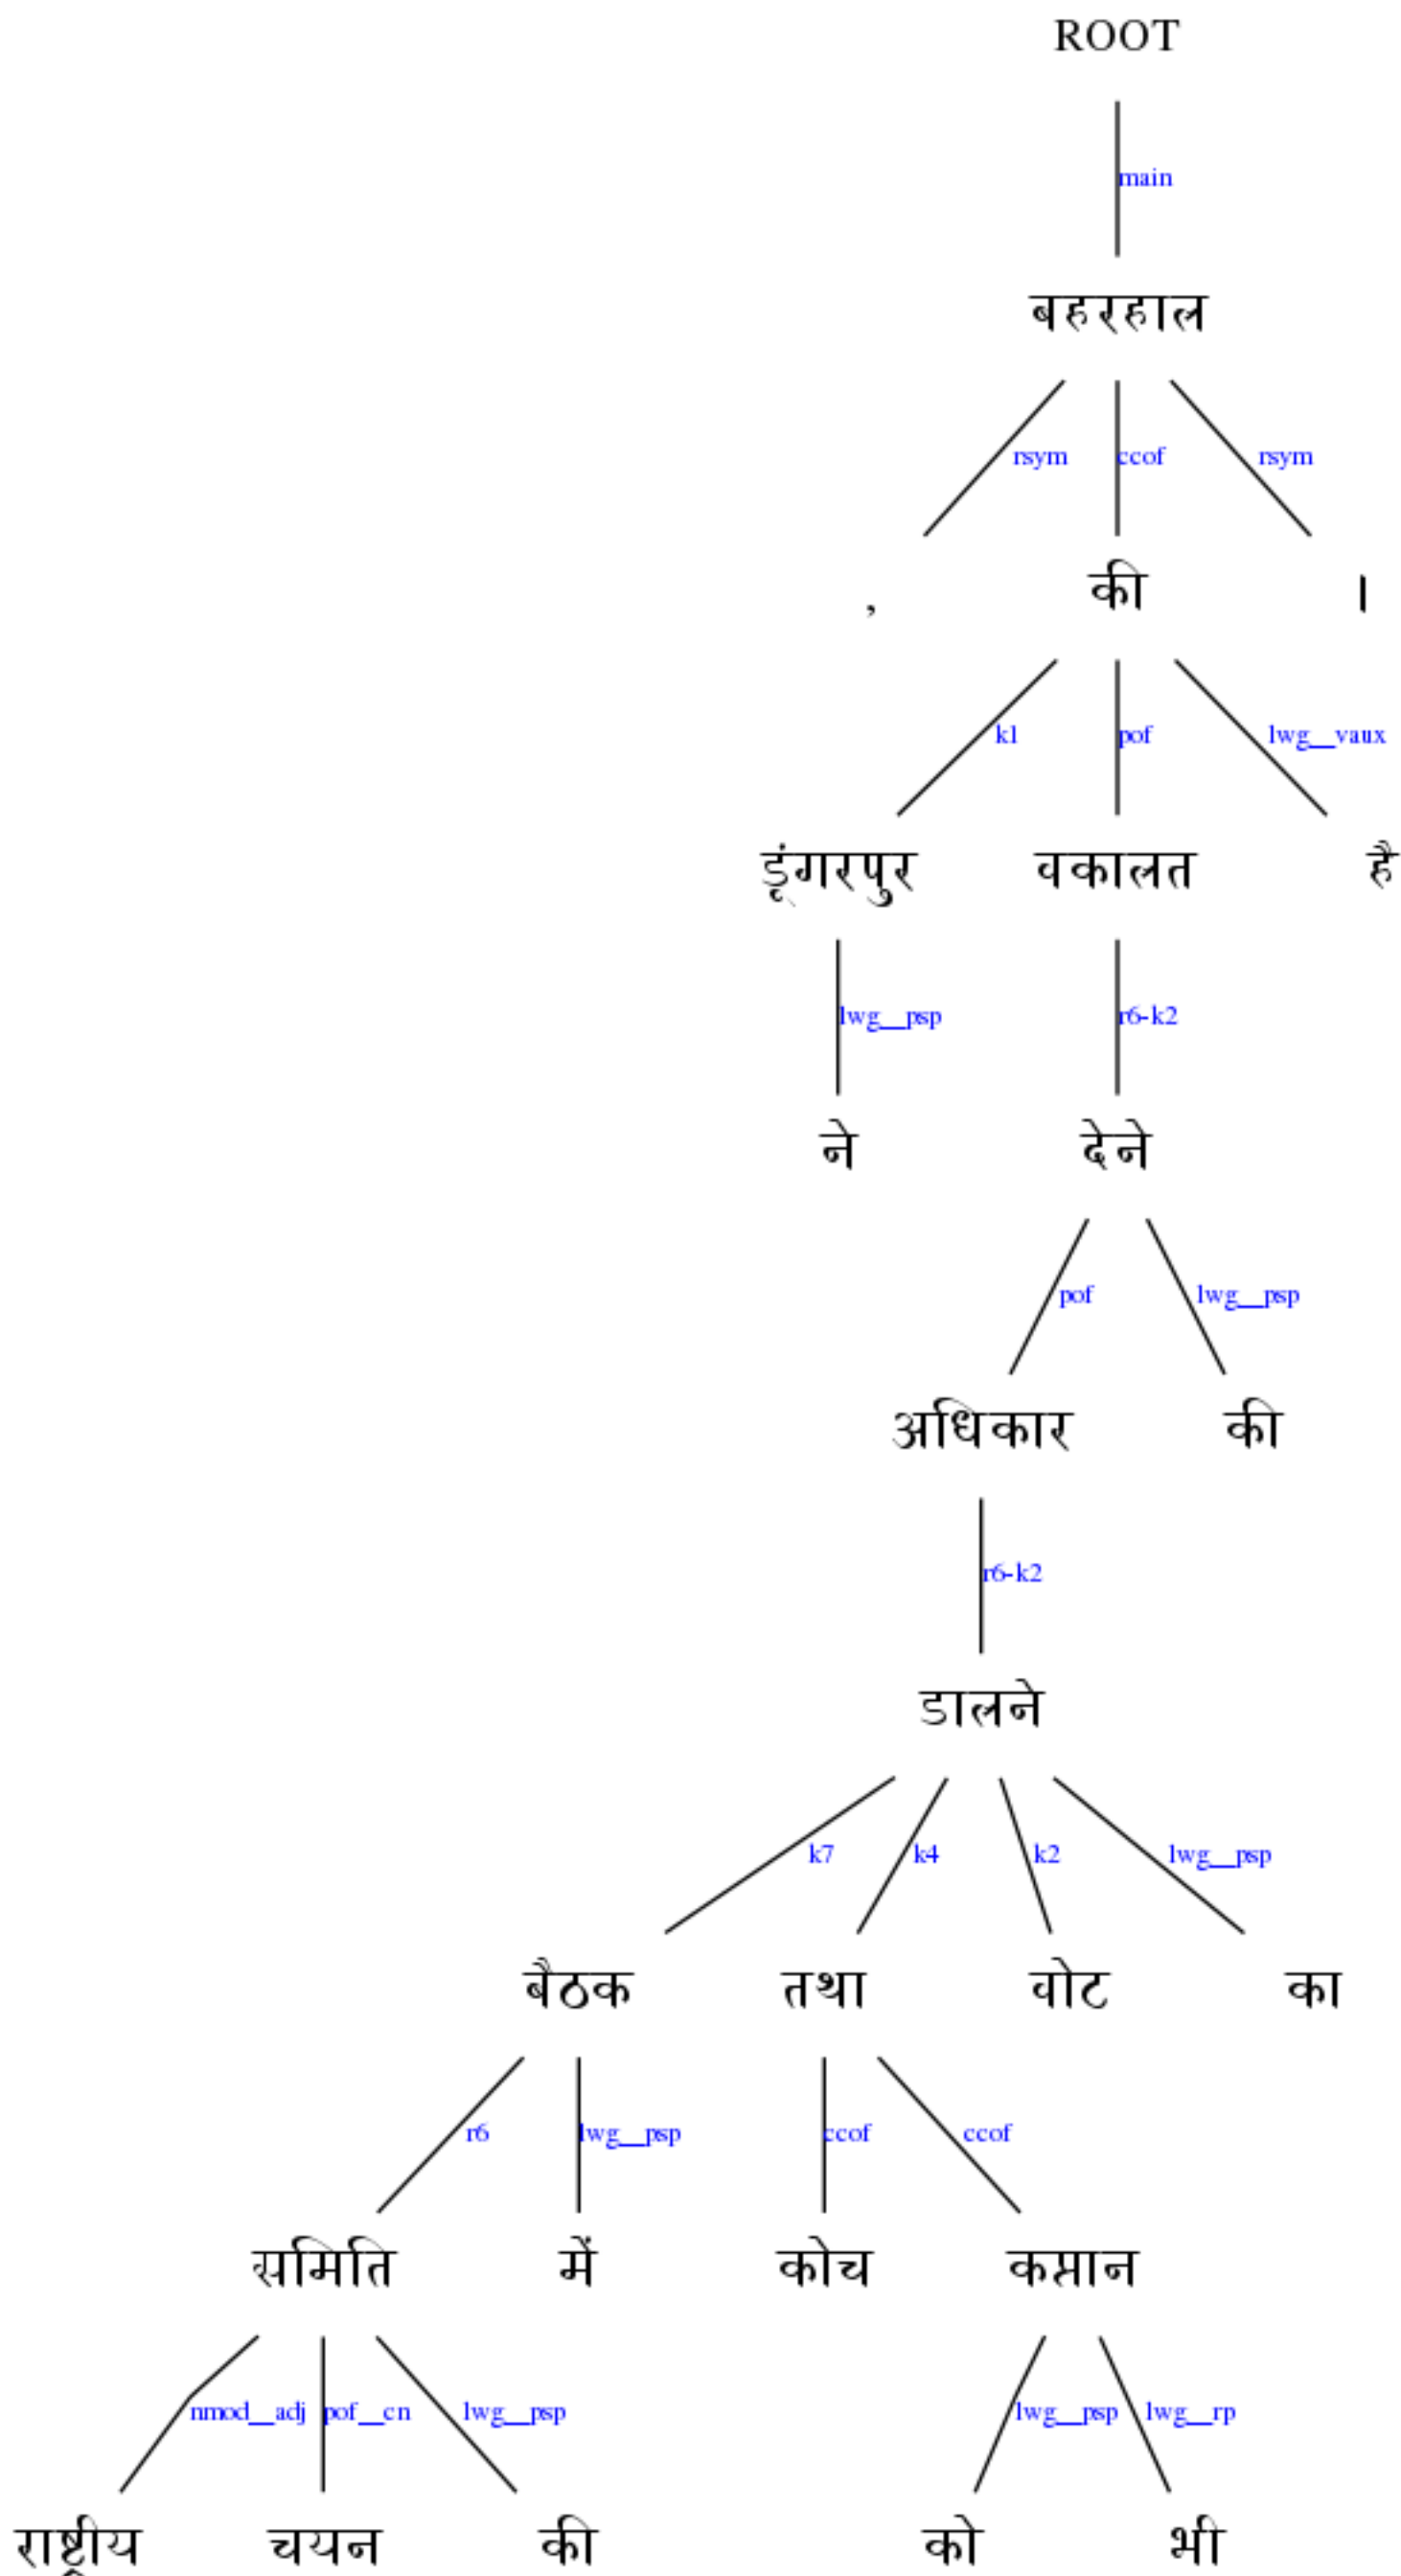 ROOT
main
बहरहाल
rsym ccof rsym
, की ।
k1 pof lwg__vaux
डूंगरपुर वकालत है
lwg__psp r6-k2
ने देने
pof lwg__psp
अधिकार की
r6-k2
डालने
k7 k4 k2 lwg__psp
बैठक तथा वोट का
r6 lwg__psp ccof ccof
समिति में कोच कप्तान
nmod__adj pof__cn lwg__psp lwg__psp lwg__rp
राष्ट्रीय चयन की को भी